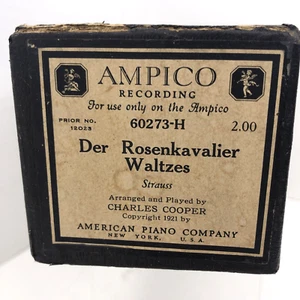 AMPICO
RECORDING
For use only on the Ampico
PRIOR NO. 60273-H 2.00
12023
Der Rosenkavalier
Waltzes
Strauss
Arranged and Played by
CHARLES COOPER
Copyright 1921 by
AMERICAN PIANO COMPANY
NEW YORK, U.S.A.